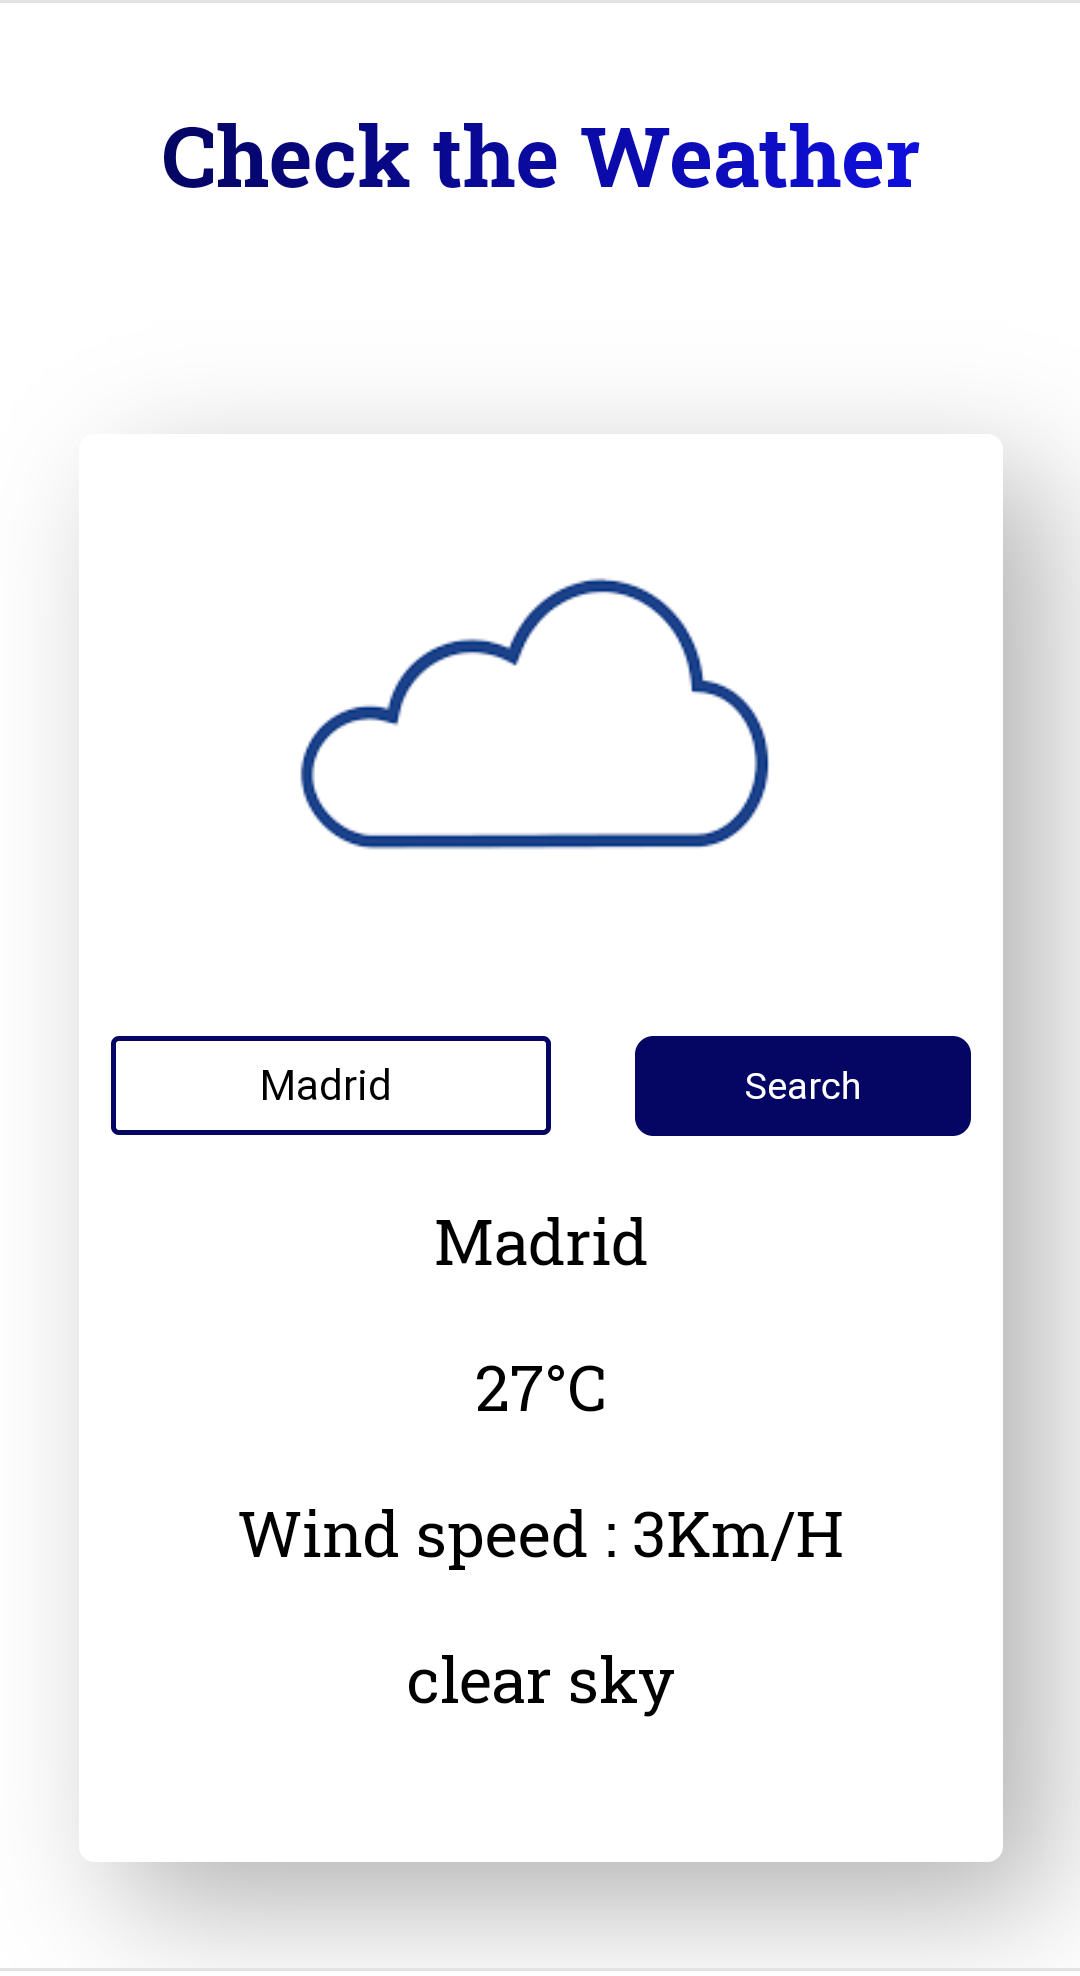 Check the Weather
Madrid
Search
Madrid
27°C
Wind speed : 3Km/H
clear sky